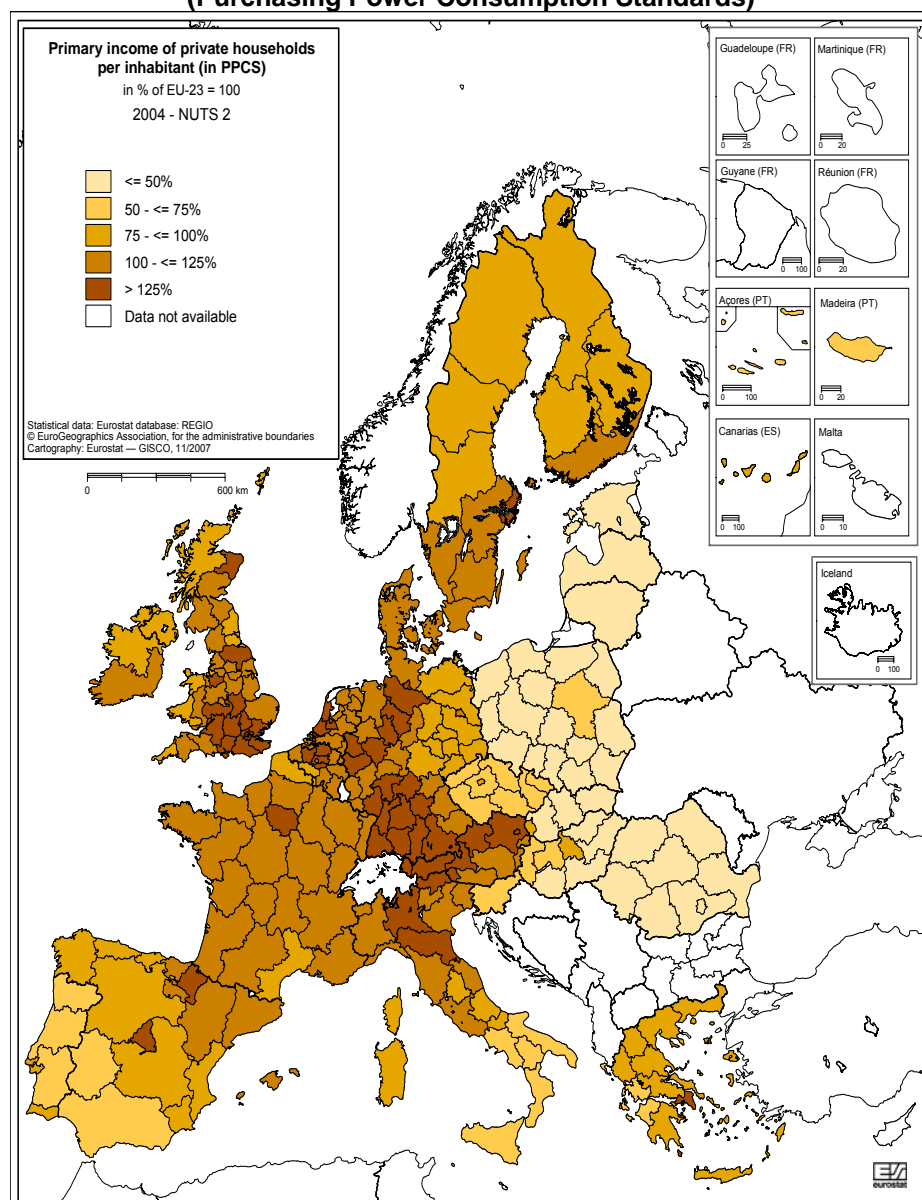 (Purchasing Power Consumption Standards)
Primary income of private households
per inhabitant (in PPCS)
in % of EU-23 = 100
2004 - NUTS 2
<= 50%
50 - <= 75%
75 - <= 100%
100 - <= 125%
> 125%
Data not available
Statistical data: Eurostat database: REGIO
© EuroGeographics Association, for the administrative boundaries
Cartography: Eurostat — GISCO, 11/2007
0 600 km
Guadeloupe (FR)
0 25
Martinique (FR)
0 20
Guyane (FR)
0 100
Réunion (FR)
0 20
Açores (PT)
0 100
Madeira (PT)
0 20
Canarias (ES)
0 100
Malta
0 10
Iceland
0 100
eurostat